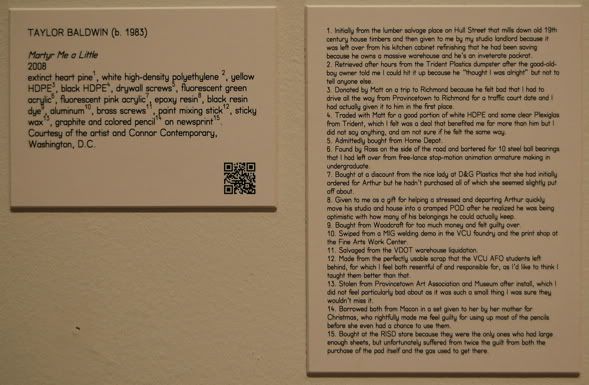 TAYLOR BALDWIN (b. 1983)
Martyr Me a Little
2008
extinct heart pine¹, white high-density polyethylene ², yellow
HDPE³, black HDPE⁴, drywall screws⁵, fluorescent green
acrylic⁶, fluorescent pink acrylic⁷, epoxy resin⁸, black resin
dye⁹, aluminum¹⁰, brass screws¹¹, paint mixing stick¹², sticky
wax¹³, graphite and colored pencil¹⁴ on newsprint¹⁵.
Courtesy of the artist and Connor Contemporary,
Washington, D.C.
1. Initially from the lumber salvage place on Hull Street that mills down old 19th
century house timbers and then given to me by my studio landlord because it
was left over from his kitchen cabinet refinishing that he had been saving
because he owns a massive warehouse and he's an inveterate packrat.
2. Retrieved after hours from the Trident Plastics dumpster after the good-old-
boy owner told me I could hit it up because he "thought I was alright" but not to
tell anyone else.
3. Donated by Matt on a trip to Richmond because he felt bad that I had to
drive all the way from Provincetown to Richmond for a traffic court date and I
had actually given it to him in the first place.
4. Traded with Matt for a good portion of white HDPE and some clear Plexiglas
from Trident, which I felt was a deal that benefited me far more than him but I
did not say anything, and am not sure if he felt the same way.
5. Admittedly bought from Home Depot.
6. Found by Ross on the side of the road and bartered for 10 steel ball bearings
that I had left over from free-lance stop-motion animation armature making in
undergraduate.
7. Bought at a discount from the nice lady at D&G Plastics that she had initially
ordered for Arthur but he hadn't purchased all of which she seemed slightly put
off about.
8. Given to me as a gift for helping a stressed and departing Arthur quickly
move his studio and house into a cramped POD after he realized he was being
optimistic with how many of his belongings he could actually keep.
9. Bought from Woodcraft for too much money and felt guilty over.
10. Swiped from a MIG welding demo in the VCU foundry and the print shop at
the Fine Arts Work Center.
11. Salvaged from the VDOT warehouse liquidation.
12. Made from the perfectly usable scrap that the VCU AFO students left
behind, for which I feel both resentful of and responsible for, as I'd like to think I
taught them better than that.
13. Stolen from Provincetown Art Association and Museum after install, which I
did not feel particularly bad about as it was such a small thing I was sure they
wouldn't miss it.
14. Borrowed both from Macon in a set given to her by her mother for
Christmas, who rightfully made me feel guilty for using up most of the pencils
before she even had a chance to use them.
15. Bought at the RISD store because they were the only ones who had large
enough sheets, but unfortunately suffered from twice the guilt from both the
purchase of the pad itself and the gas used to get there.